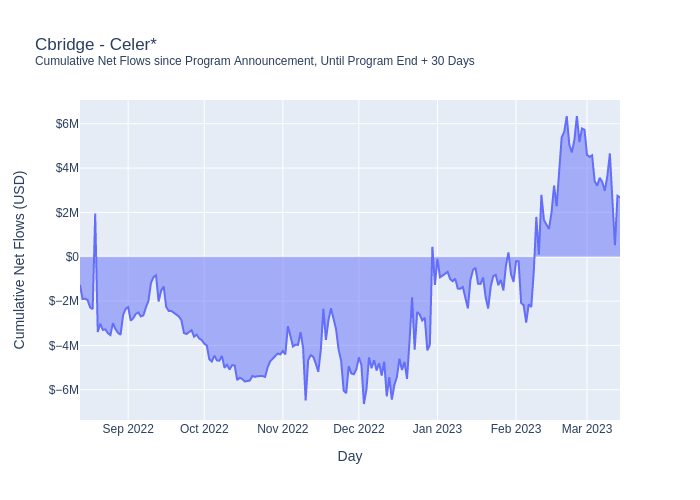 Cbridge - Celer*
Cumulative Net Flows since Program Announcement, Until Program End + 30 Days
Cumulative Net Flows (USD)
$6M
$4M
$2M
$0
$−2M
$−4M
$−6M
Sep 2022
Oct 2022
Nov 2022
Dec 2022
Jan 2023
Feb 2023
Mar 2023
Day